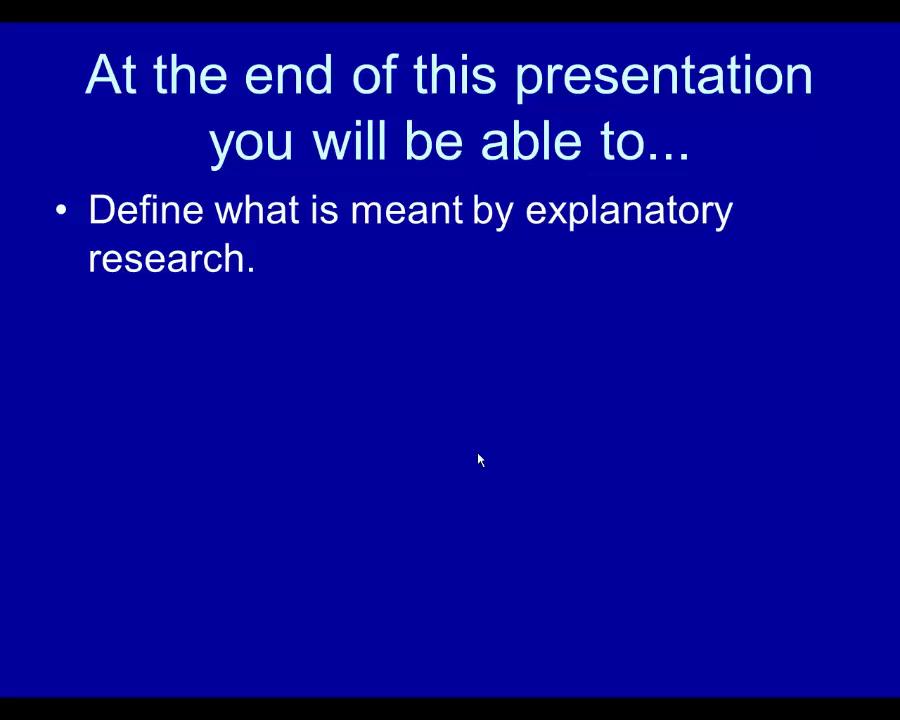 At the end of this presentation
you will be able to...
• Define what is meant by explanatory
research.